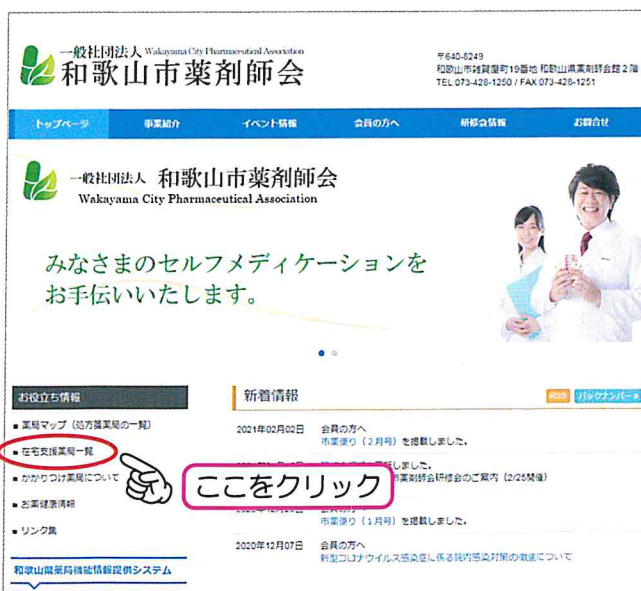 一般社団法人 Wakayama City Pharmaceutical Association
和歌山市薬剤師会
〒640-8249
和歌山市雑賀屋町19番地 和歌山県薬剤師会館2階
TEL:073-428-1250 / FAX:073-428-1251
トップページ 事業紹介 イベント情報 会員の方へ 研修会情報 お問合せ
一般社団法人 和歌山市薬剤師会
Wakayama City Pharmaceutical Association
みなさまのセルフメディケーションを
お手伝いいたします。
お役立ち情報
■ 薬局マップ(処方箋薬局の一覧)
■ 在宅支援薬局一覧
■ かかりつけ薬局について
■ お薬健康情報
■ リンク集
和歌山県薬局機能情報提供システム
ここをクリック
新着情報
RSS バックナンバー»
2021年02月02日 会員の方へ
市薬便り(2月号)を掲載しました。
しました。
薬剤師会研修会のご案内(2/25開催)
市薬便り(1月号)を掲載しました。
2020年12月07日 会員の方へ
新型コロナウイルス感染症に係る院内感染対策の徹底について